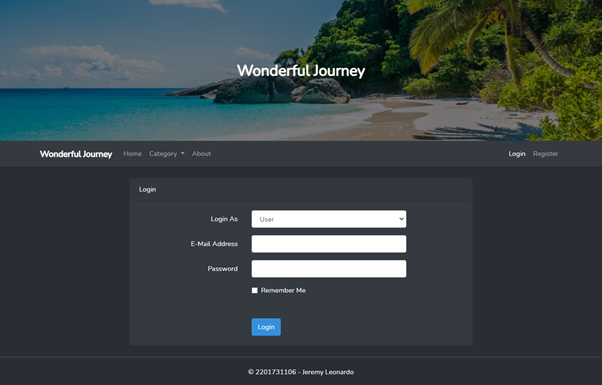 Wonderful Journey
Wonderful Journey Home Category About Login Register
Login
Login As User
E-Mail Address
Password
Remember Me
Login
© 2201731106 - Jeremy Leonardo